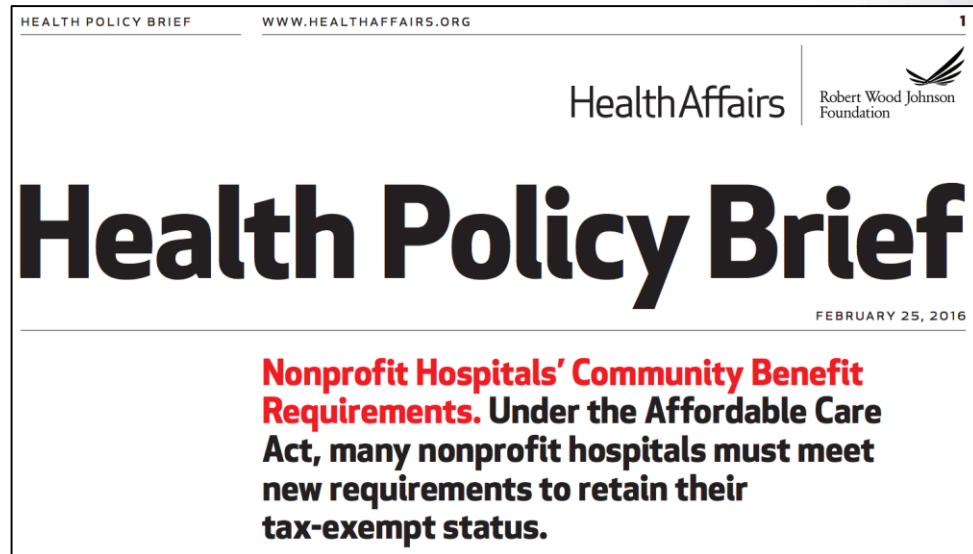 HEALTH POLICY BRIEF
WWW.HEALTHAFFAIRS.ORG
1
HealthAffairs
Robert Wood Johnson
Foundation
Health Policy Brief
FEBRUARY 25, 2016
Nonprofit Hospitals’ Community Benefit
Requirements. Under the Affordable Care
Act, many nonprofit hospitals must meet
new requirements to retain their
tax-exempt status.